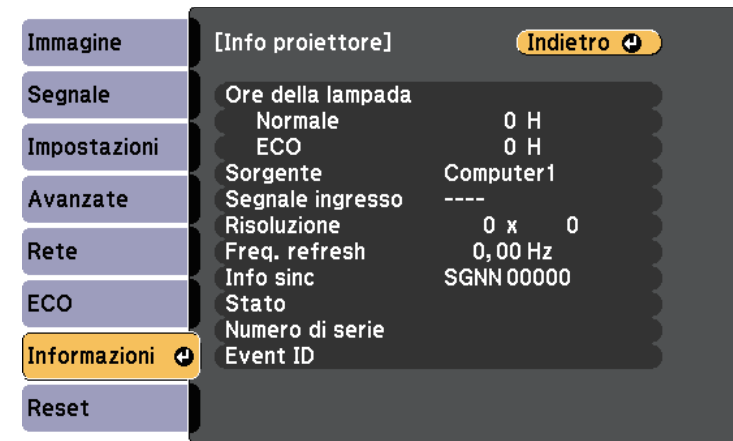 Immagine
Segnale
Impostazioni
Avanzate
Rete
ECO
Informazioni
Reset
[Info proiettore] Indietro
Ore della lampada
Normale 0 H
ECO 0 H
Sorgente Computer1
Segnale ingresso ----
Risoluzione 0 x 0
Freq. refresh 0,00 Hz
Info sinc SGNN 00000
Stato
Numero di serie
Event ID